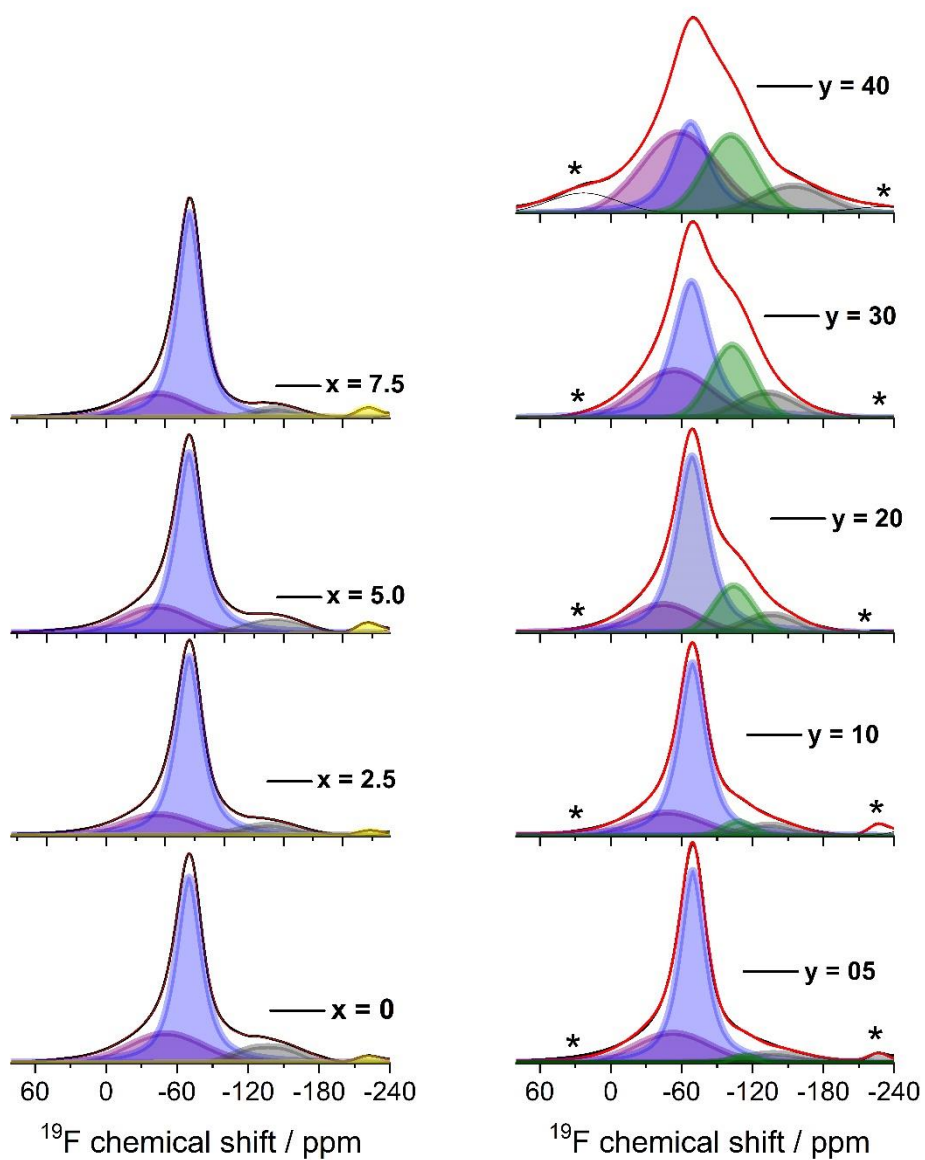 x = 7.5
x = 5.0
x = 2.5
x = 0
60 0 -60 -120 -180 -240
19F chemical shift / ppm
y = 40
*
*
y = 30
*
*
y = 20
*
*
y = 10
*
*
y = 05
*
*
60 0 -60 -120 -180 -240
19F chemical shift / ppm